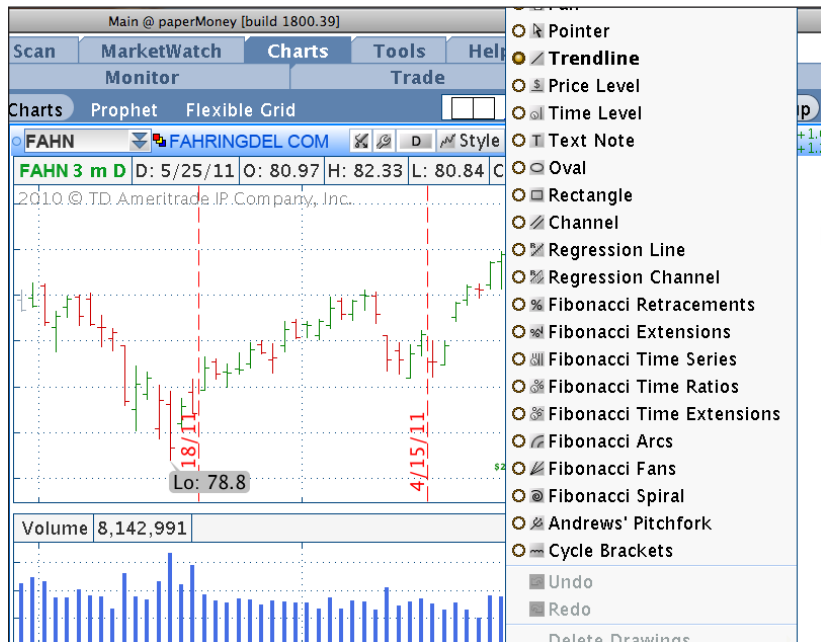 Main @ paperMoney [build 1800.39]
Scan MarketWatch Charts Tools Help
Monitor Trade
Charts Prophet Flexible Grid
FAHN FAHRINGDEL COM D Style
FAHN 3 m D D: 5/25/11 O: 80.97 H: 82.33 L: 80.84 C
2010 © TD Ameritrade IP Company, Inc.
18/11
4/15/11
Lo: 78.8
Volume 8,142,991
Pan
Pointer
Trendline
Price Level
Time Level
Text Note
Oval
Rectangle
Channel
Regression Line
Regression Channel
Fibonacci Retracements
Fibonacci Extensions
Fibonacci Time Series
Fibonacci Time Ratios
Fibonacci Time Extensions
Fibonacci Arcs
Fibonacci Fans
Fibonacci Spiral
Andrews' Pitchfork
Cycle Brackets
Undo
Redo
Delete Drawings